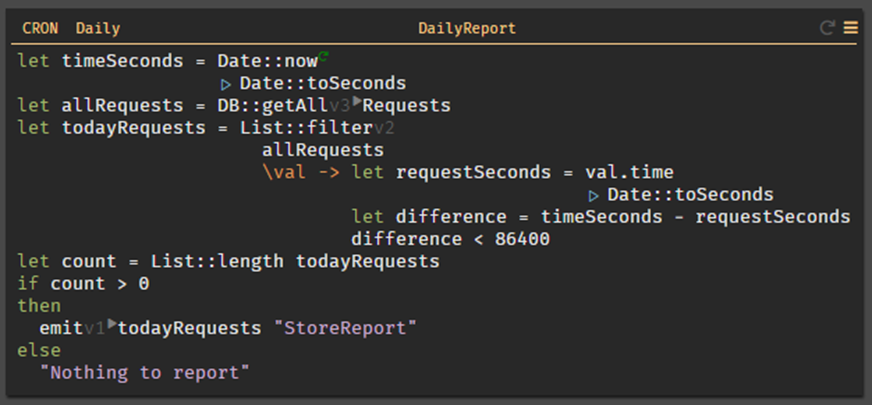 CRON Daily DailyReport
let timeSeconds = Date::now
▷ Date::toSeconds
let allRequests = DB::getAllv3▶Requests
let todayRequests = List::filterv2
allRequests
\val -> let requestSeconds = val.time
▷ Date::toSeconds
let difference = timeSeconds - requestSeconds
difference < 86400
let count = List::length todayRequests
if count > 0
then
emitv1▶todayRequests "StoreReport"
else
"Nothing to report"